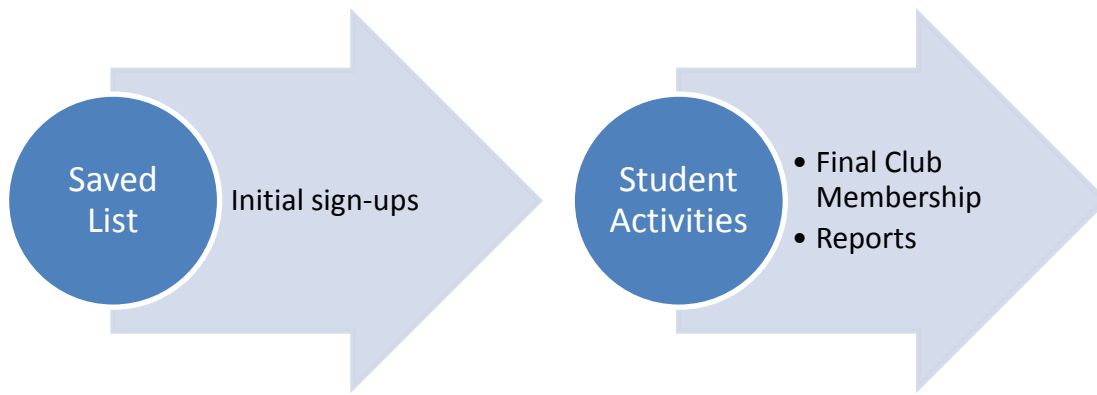 Saved
List
Initial sign-ups
Student
Activities
• Final Club
Membership
• Reports